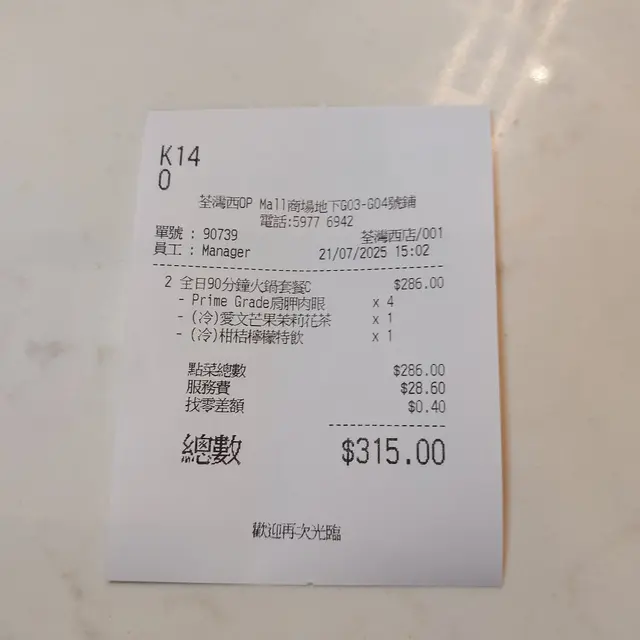 K14
0
荃灣西OP Mall商場地下G03-G04號鋪
電話:5977 6942
單號 : 90739 荃灣西店/001
員工 : Manager 21/07/2025 15:02
2 全日90分鐘火鍋套餐C $286.00
- Prime Grade肩胛肉眼 x 4
- (冷)愛文芒果茉莉花茶 x 1
- (冷)柑桔檸檬特飲 x 1
點菜總數 $286.00
服務費 $28.60
找零差額 $0.40
總數 $315.00
歡迎再次光臨